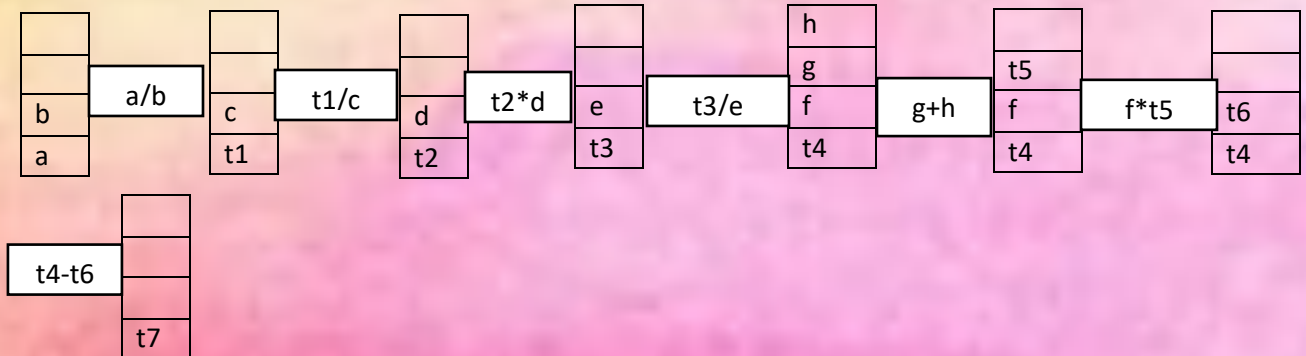 h
t5
g
b a/b c t1/c d t2*d e t3/e f g+h f f*t5 t6
a t1 t2 t3 t4 t4 t4
t4-t6
t7